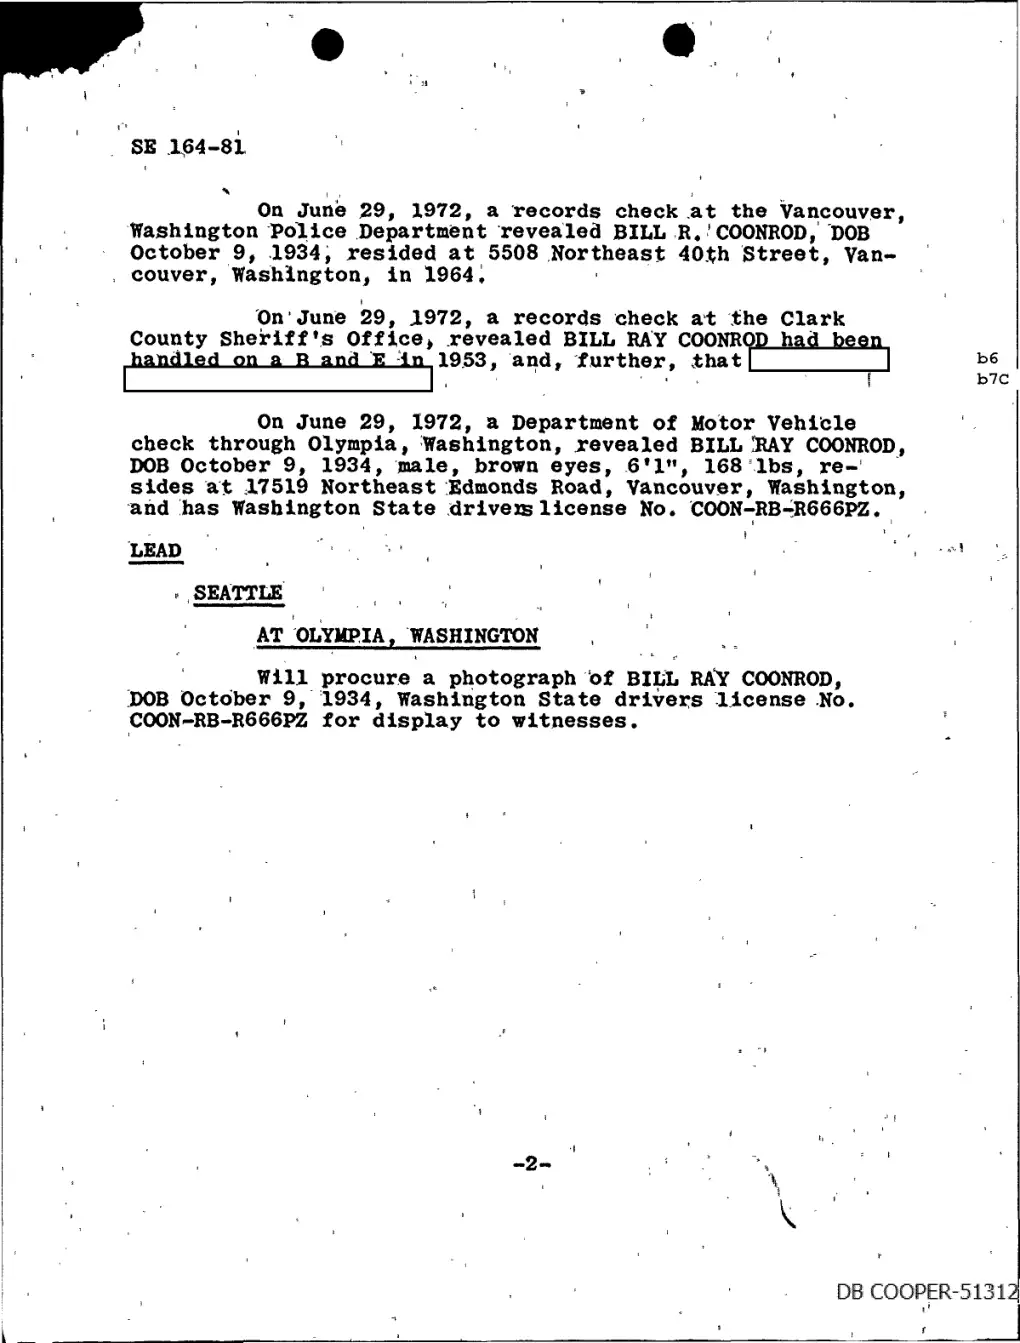 SE 164-81
On June 29, 1972, a records check at the Vancouver,
Washington Police Department revealed BILL R. COONROD, DOB
October 9, 1934, resided at 5508 Northeast 40th Street, Van-
couver, Washington, in 1964.
On June 29, 1972, a records check at the Clark
County Sheriff's Office, revealed BILL RAY COONROD had been
handled on a B and E in 1953, and, further, that
b6
b7C
On June 29, 1972, a Department of Motor Vehicle
check through Olympia, Washington, revealed BILL RAY COONROD,
DOB October 9, 1934, male, brown eyes, 6'1", 168 lbs, re-
sides at 17519 Northeast Edmonds Road, Vancouver, Washington,
and has Washington State drivers license No. COON-RB-R666PZ.
LEAD
SEATTLE
AT OLYMPIA, WASHINGTON
Will procure a photograph of BILL RAY COONROD,
DOB October 9, 1934, Washington State drivers license No.
COON-RB-R666PZ for display to witnesses.
-2-
DB COOPER-51312